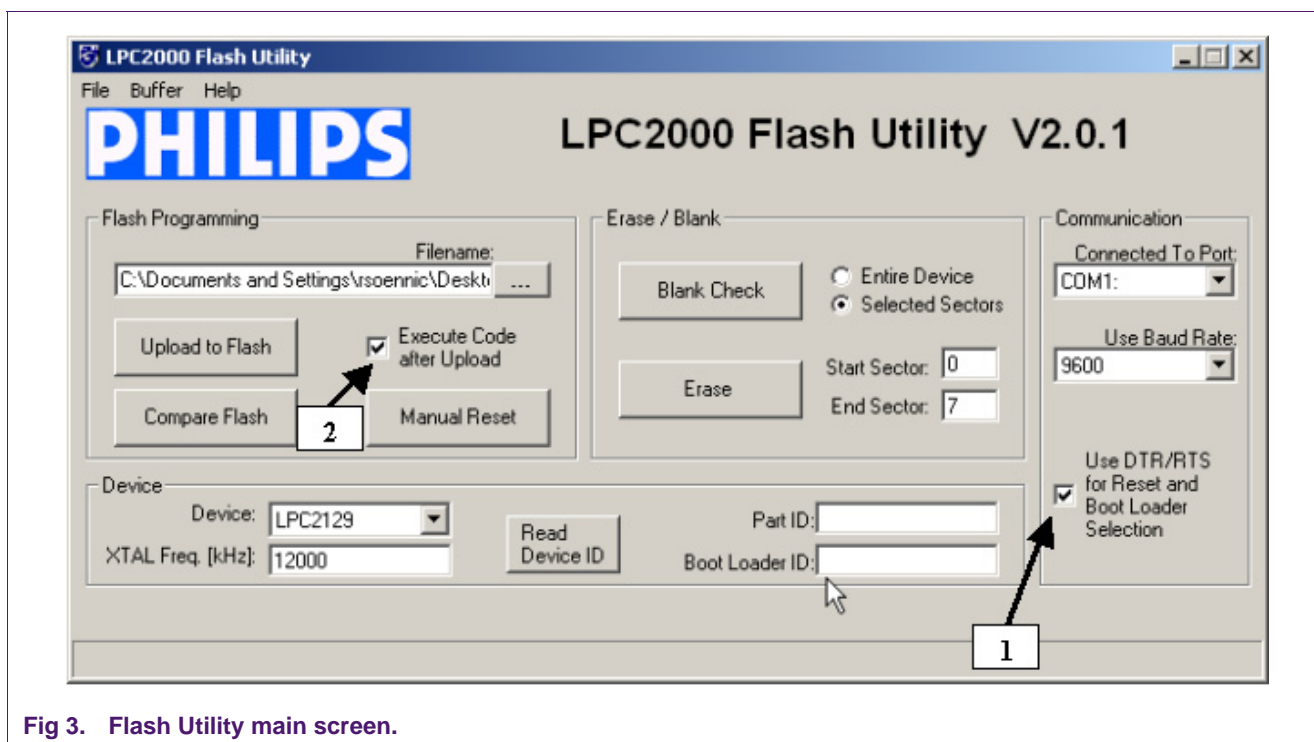 LPC2000 Flash Utility
File Buffer Help
PHILIPS
LPC2000 Flash Utility V2.0.1
Flash Programming
Filename:
C:\Documents and Settings\rsoennic\Deskt
...
Upload to Flash
Execute Code
after Upload
Compare Flash
2
Manual Reset
Erase / Blank
Blank Check
Entire Device
Selected Sectors
Erase
Start Sector: 0
End Sector: 7
Communication
Connected To Port:
COM1:
Use Baud Rate:
9600
Use DTR/RTS
for Reset and
Boot Loader
Selection
1
Device
Device: LPC2129
XTAL Freq. [kHz]: 12000
Read
Device ID
Part ID:
Boot Loader ID:
Fig 3. Flash Utility main screen.